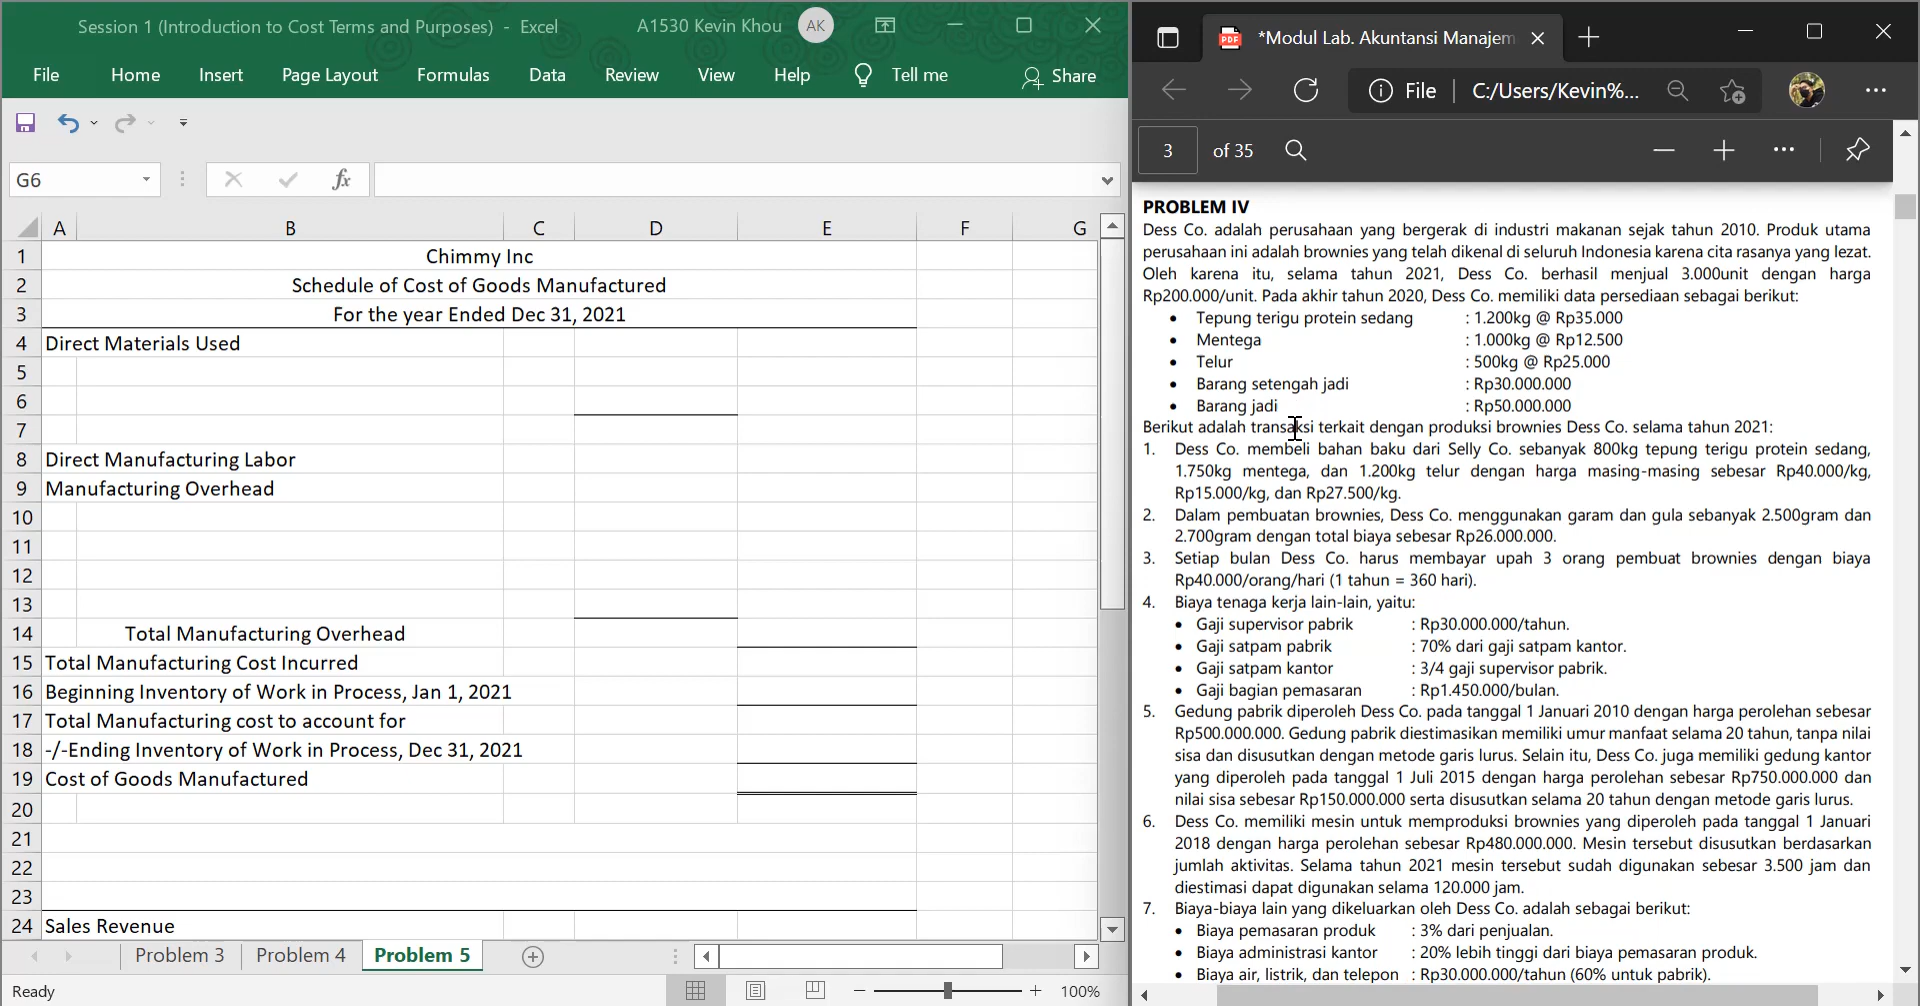 Session 1 (Introduction to Cost Terms and Purposes) - Excel
A1530 Kevin Khou
AK
File Home Insert Page Layout Formulas Data Review View Help Tell me Share
G6
fx
A B C D E F G
1 Chimmy Inc
2 Schedule of Cost of Goods Manufactured
3 For the year Ended Dec 31, 2021
4 Direct Materials Used
5
6
7
8 Direct Manufacturing Labor
9 Manufacturing Overhead
10
11
12
13
14 Total Manufacturing Overhead
15 Total Manufacturing Cost Incurred
16 Beginning Inventory of Work in Process, Jan 1, 2021
17 Total Manufacturing cost to account for
18 -/-Ending Inventory of Work in Process, Dec 31, 2021
19 Cost of Goods Manufactured
20
21
22
23
24 Sales Revenue
Problem 3 Problem 4 Problem 5
Ready
100%
PDF
*Modul Lab. Akuntansi Manajem
File C:/Users/Kevin%...
3 of 35
PROBLEM IV
Dess Co. adalah perusahaan yang bergerak di industri makanan sejak tahun 2010. Produk utama
perusahaan ini adalah brownies yang telah dikenal di seluruh Indonesia karena cita rasanya yang lezat.
Oleh karena itu, selama tahun 2021, Dess Co. berhasil menjual 3.000unit dengan harga
Rp200.000/unit. Pada akhir tahun 2020, Dess Co. memiliki data persediaan sebagai berikut:
• Tepung terigu protein sedang : 1.200kg @ Rp35.000
• Mentega : 1.000kg @ Rp12.500
• Telur : 500kg @ Rp25.000
• Barang setengah jadi : Rp30.000.000
• Barang jadi : Rp50.000.000
Berikut adalah transaksi terkait dengan produksi brownies Dess Co. selama tahun 2021:
1. Dess Co. membeli bahan baku dari Selly Co. sebanyak 800kg tepung terigu protein sedang,
1.750kg mentega, dan 1.200kg telur dengan harga masing-masing sebesar Rp40.000/kg,
Rp15.000/kg, dan Rp27.500/kg.
2. Dalam pembuatan brownies, Dess Co. menggunakan garam dan gula sebanyak 2.500gram dan
2.700gram dengan total biaya sebesar Rp26.000.000.
3. Setiap bulan Dess Co. harus membayar upah 3 orang pembuat brownies dengan biaya
Rp40.000/orang/hari (1 tahun = 360 hari).
4. Biaya tenaga kerja lain-lain, yaitu:
• Gaji supervisor pabrik : Rp30.000.000/tahun.
• Gaji satpam pabrik : 70% dari gaji satpam kantor.
• Gaji satpam kantor : 3/4 gaji supervisor pabrik.
• Gaji bagian pemasaran : Rp1.450.000/bulan.
5. Gedung pabrik diperoleh Dess Co. pada tanggal 1 Januari 2010 dengan harga perolehan sebesar
Rp500.000.000. Gedung pabrik diestimasikan memiliki umur manfaat selama 20 tahun, tanpa nilai
sisa dan disusutkan dengan metode garis lurus. Selain itu, Dess Co. juga memiliki gedung kantor
yang diperoleh pada tanggal 1 Juli 2015 dengan harga perolehan sebesar Rp750.000.000 dan
nilai sisa sebesar Rp150.000.000 serta disusutkan selama 20 tahun dengan metode garis lurus.
6. Dess Co. memiliki mesin untuk memproduksi brownies yang diperoleh pada tanggal 1 Januari
2018 dengan harga perolehan sebesar Rp480.000.000. Mesin tersebut disusutkan berdasarkan
jumlah aktivitas. Selama tahun 2021 mesin tersebut sudah digunakan sebesar 3.500 jam dan
diestimasi dapat digunakan selama 120.000 jam.
7. Biaya-biaya lain yang dikeluarkan oleh Dess Co. adalah sebagai berikut:
• Biaya pemasaran produk : 3% dari penjualan.
• Biaya administrasi kantor : 20% lebih tinggi dari biaya pemasaran produk.
• Biaya air, listrik, dan telepon : Rp30.000.000/tahun (60% untuk pabrik).